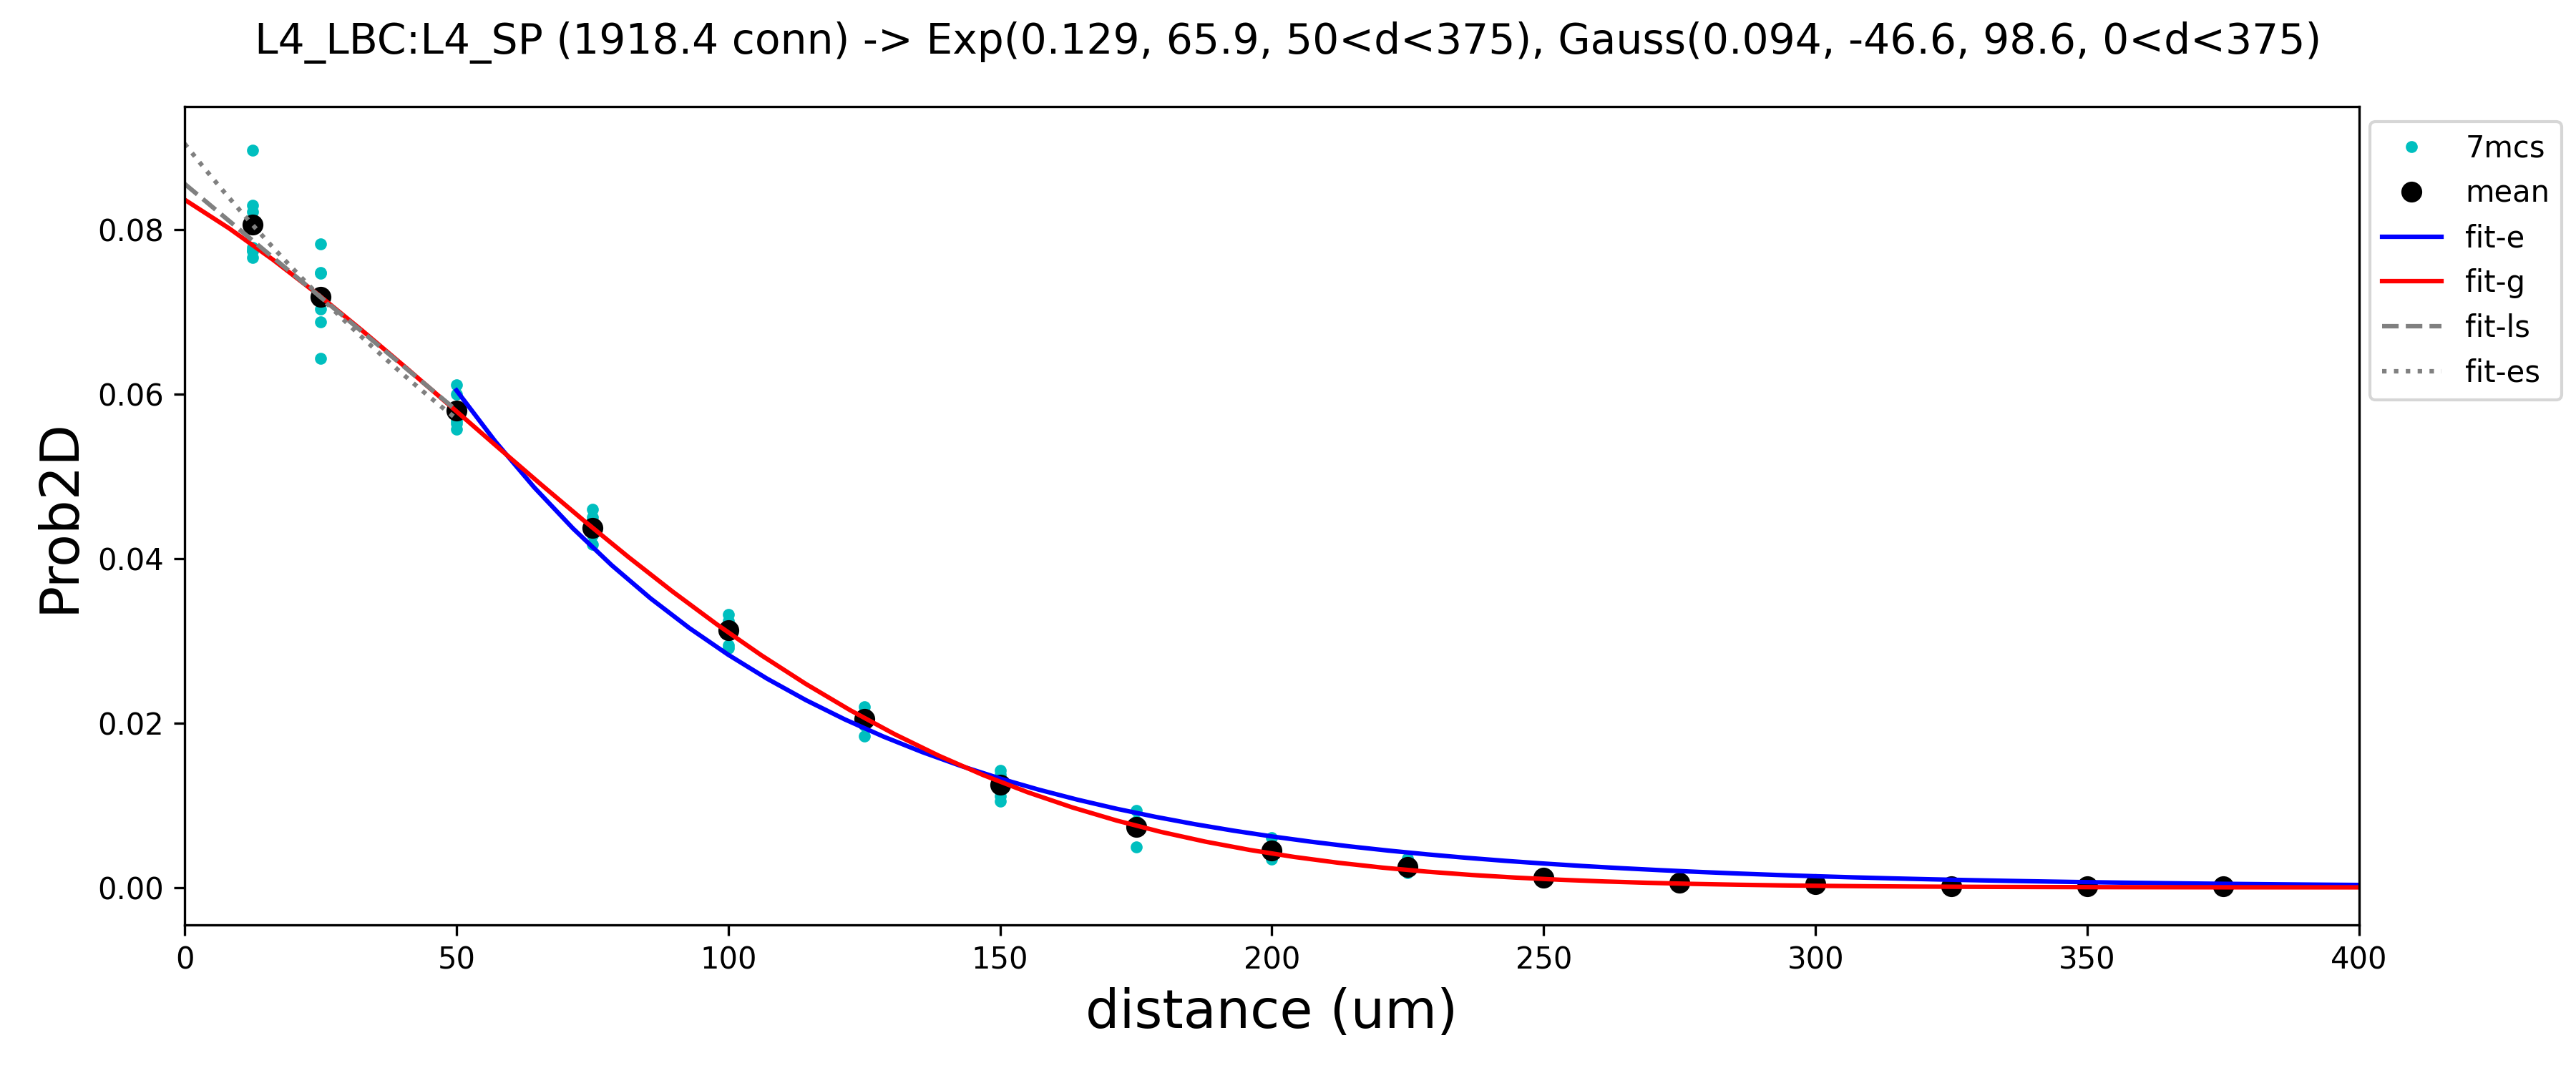 L4_LBC:L4_SP (1918.4 conn) -> Exp(0.129, 65.9, 50<d<375), Gauss(0.094, -46.6, 98.6, 0<d<375)
7mcs
mean
fit-e
fit-g
fit-ls
fit-es
Prob2D
0.08
0.06
0.04
0.02
0.00
0 50 100 150 200 250 300 350 400
distance (um)